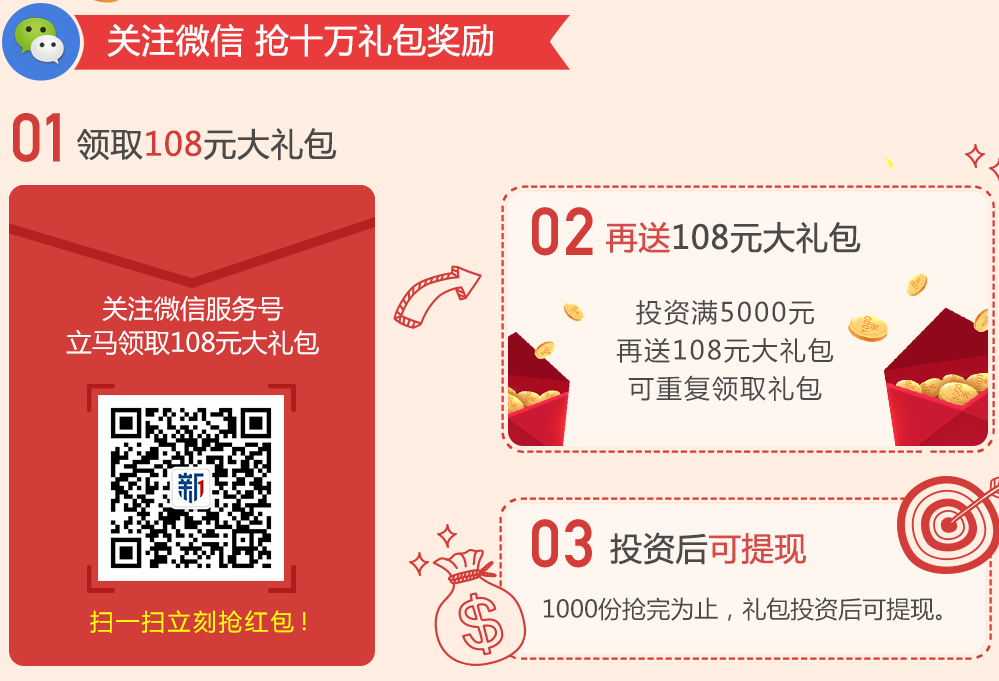 关注微信 抢十万礼包奖励
01 领取108元大礼包
关注微信服务号
立马领取108元大礼包
新1
扫一扫立刻抢红包!
02 再送108元大礼包
投资满5000元
再送108元大礼包
可重复领取礼包
03 投资后可提现
1000份抢完为止，礼包投资后可提现。
$